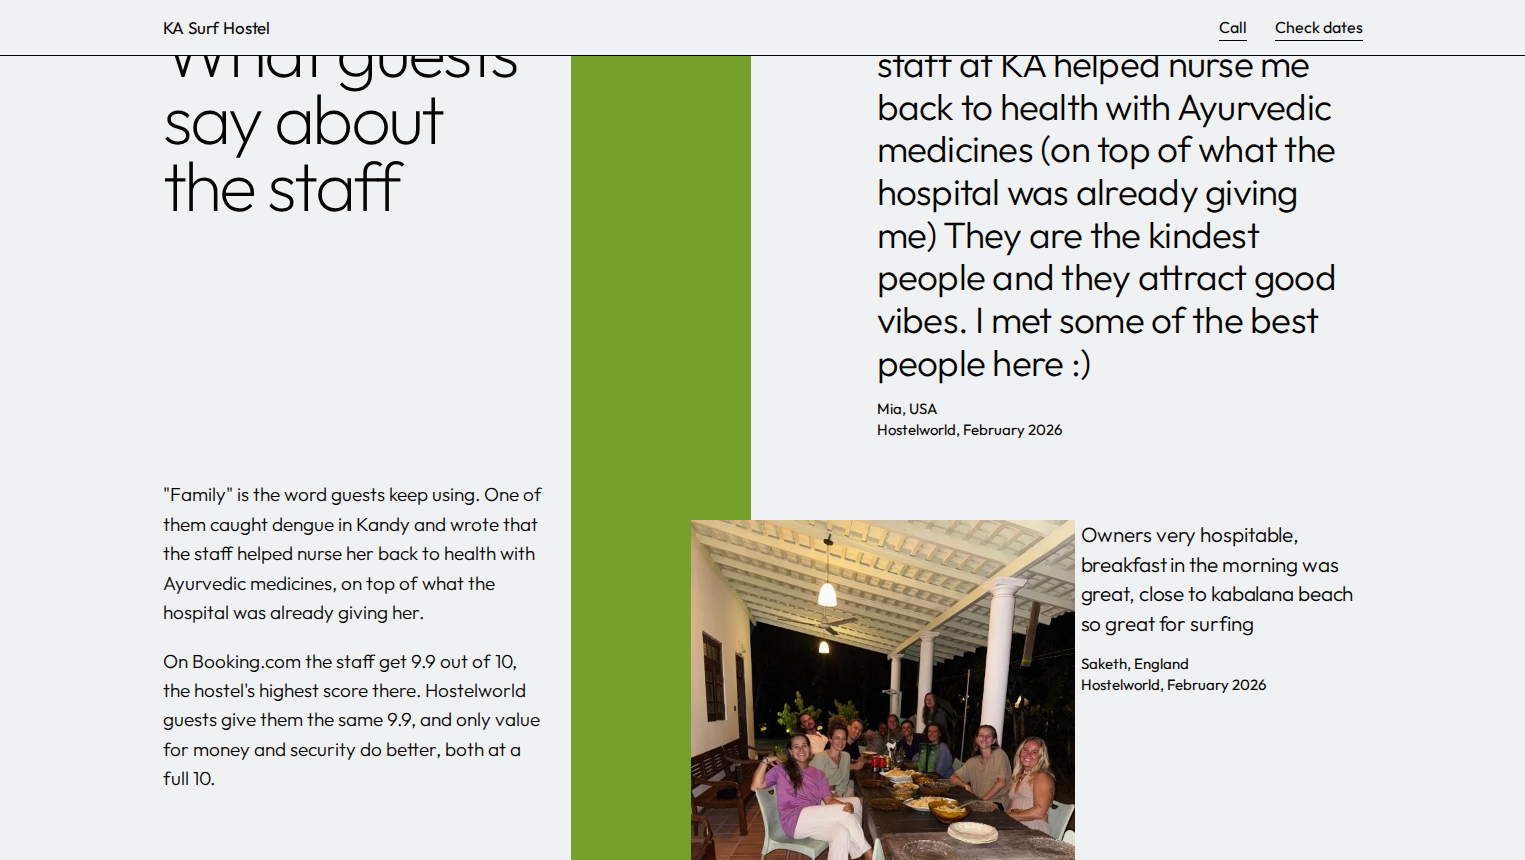 KA Surf Hostel
Call
Check dates
What guests
say about
the staff
"Family" is the word guests keep using. One of
them caught dengue in Kandy and wrote that
the staff helped nurse her back to health with
Ayurvedic medicines, on top of what the
hospital was already giving her.
On Booking.com the staff get 9.9 out of 10,
the hostel's highest score there. Hostelworld
guests give them the same 9.9, and only value
for money and security do better, both at a
full 10.
staff at KA helped nurse me
back to health with Ayurvedic
medicines (on top of what the
hospital was already giving
me) They are the kindest
people and they attract good
vibes. I met some of the best
people here :)
Mia, USA
Hostelworld, February 2026
Owners very hospitable,
breakfast in the morning was
great, close to kabalana beach
so great for surfing
Saketh, England
Hostelworld, February 2026